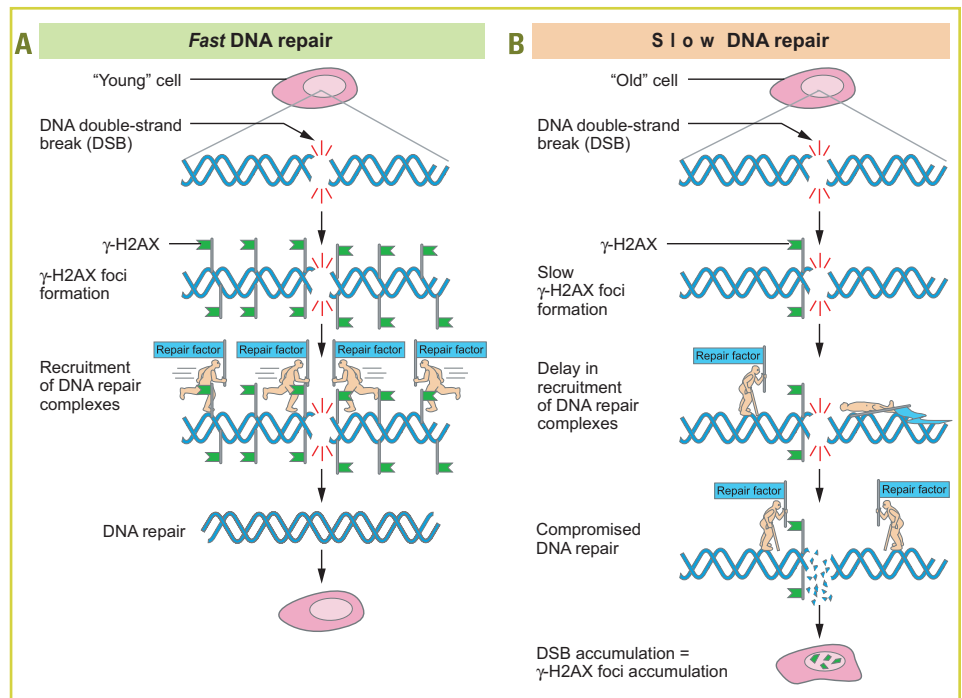 A
Fast DNA repair
"Young" cell
DNA double-strand
break (DSB)
γ-H2AX
γ-H2AX foci
formation
Repair factor
Repair factor
Repair factor
Repair factor
Recruitment
of DNA repair
complexes
DNA repair
B
Slow DNA repair
"Old" cell
DNA double-strand
break (DSB)
γ-H2AX
Slow
γ-H2AX foci
formation
Repair factor
Delay in
recruitment
of DNA repair
complexes
Repair factor
Repair factor
Compromised
DNA repair
DSB accumulation =
γ-H2AX foci accumulation